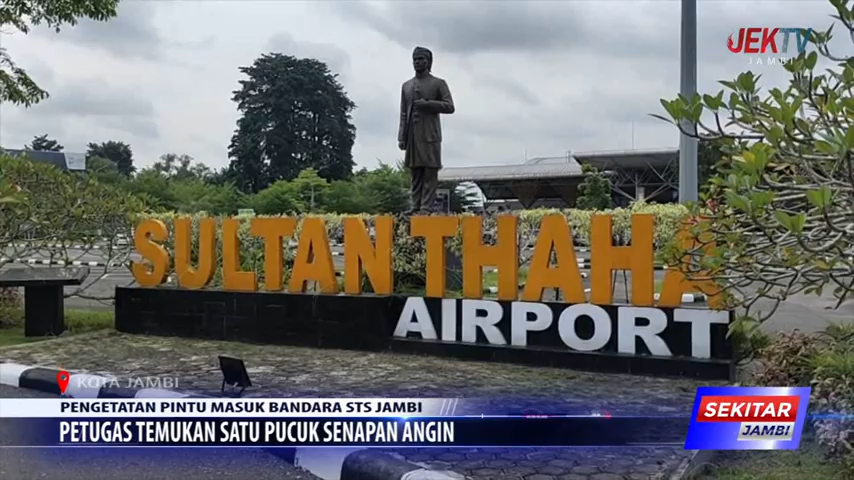 JEKTV
JAMBI
SULTAN THAHA
AIRPORT
KOTA JAMBI
PENGETATAN PINTU MASUK BANDARA STS JAMBI
PETUGAS TEMUKAN SATU PUCUK SENAPAN ANGIN
SEKITAR
JAMBI